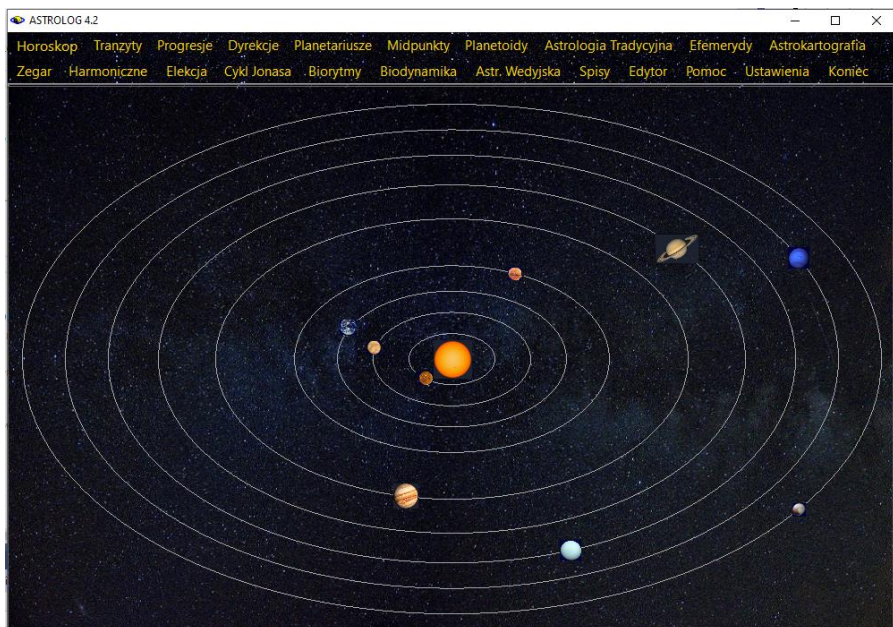 ASTROLOG 4.2
Horoskop Tranzyty Progresje Dyrekcje Planetariusze Midpunkty Planetoidy Astrologia Tradycyjna Efemerydy Astrokartografia
Zegar Harmoniczne Elekcja Cykl Jonasa Biorytmy Biodynamika Astr. Wedyjska Spisy Edytor Pomoc Ustawienia Koniec